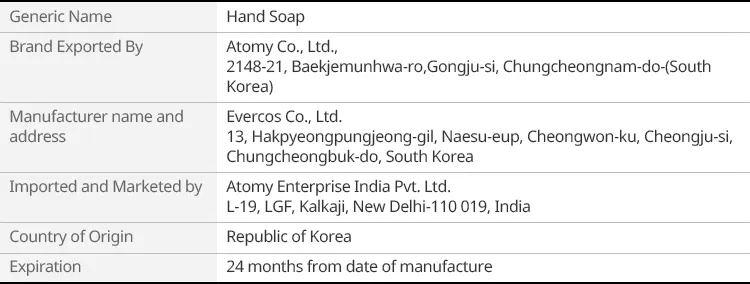 Generic Name
Hand Soap
Brand Exported By
Atomy Co., Ltd.,
2148-21, Baekjemunhwa-ro,Gongju-si, Chungcheongnam-do-(South
Korea)
Manufacturer name and
address
Evercos Co., Ltd.
13, Hakpyeongpungjeong-gil, Naesu-eup, Cheongwon-ku, Cheongju-si,
Chungcheongbuk-do, South Korea
Imported and Marketed by
Atomy Enterprise India Pvt. Ltd.
L-19, LGF, Kalkaji, New Delhi-110 019, India
Country of Origin
Republic of Korea
Expiration
24 months from date of manufacture